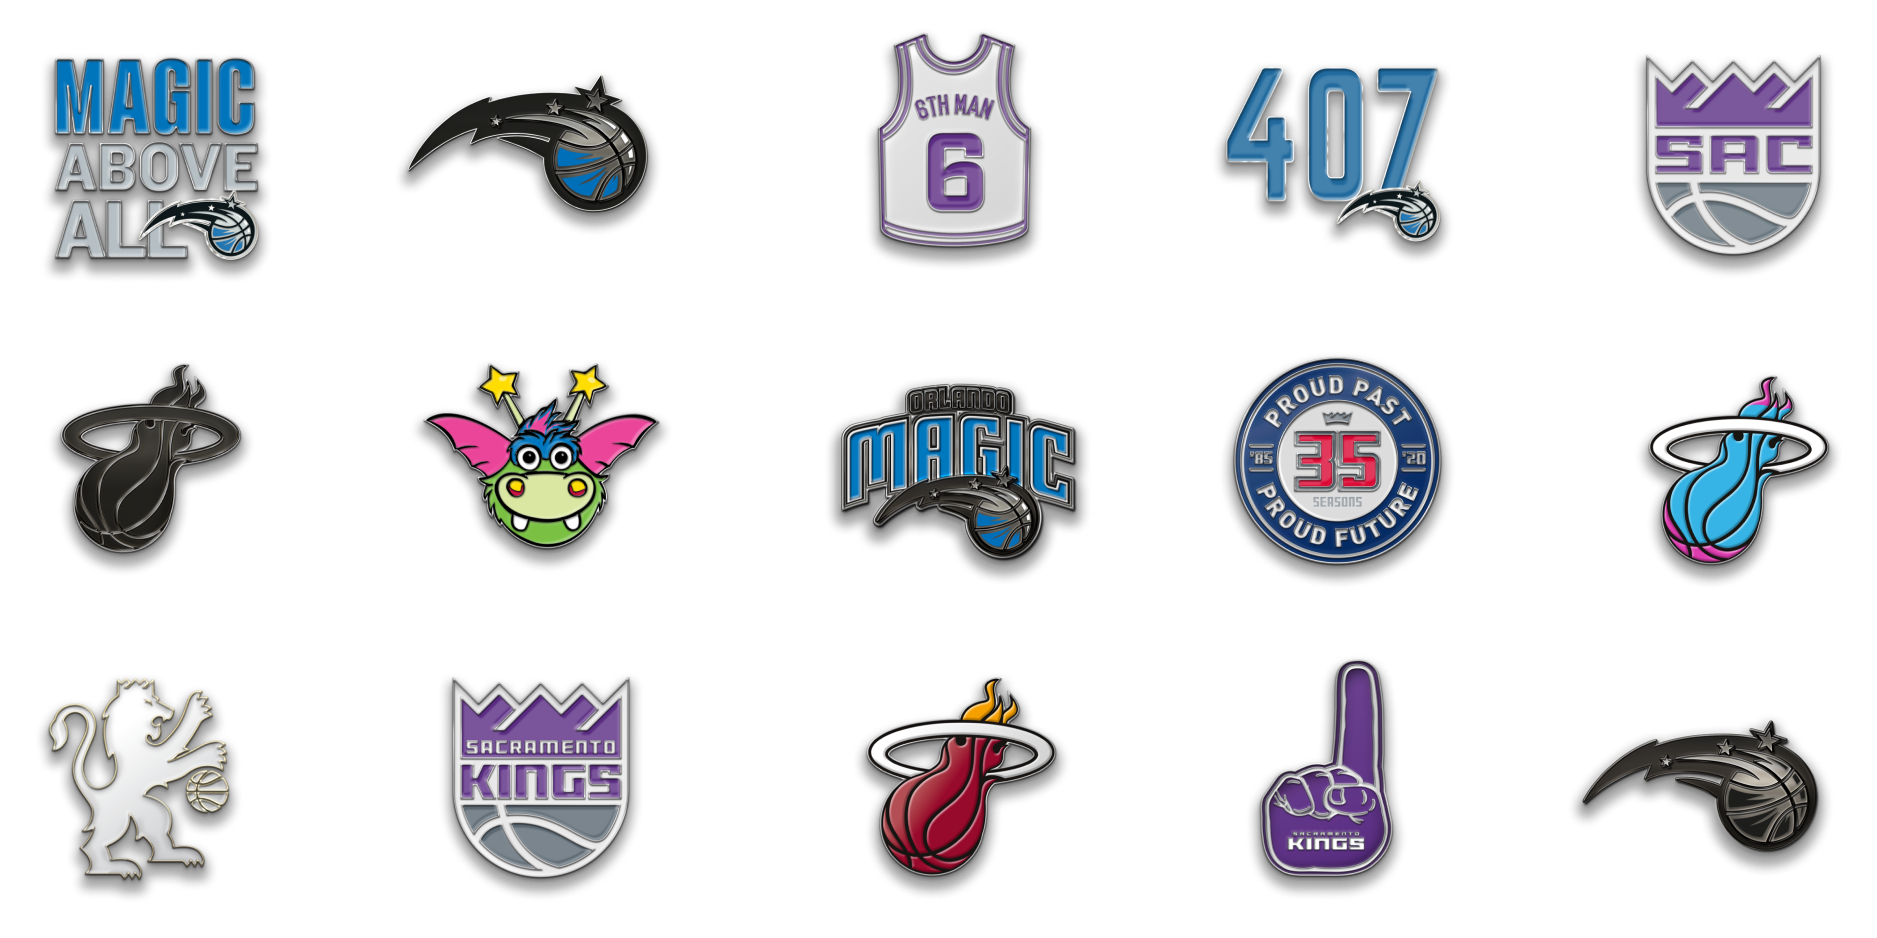 MAGIC
ABOVE
ALL
6TH MAN
6
407
SAC
ORLANDO
MAGIC
PROUD PAST
'85
35
'20
SEASONS
PROUD FUTURE
SACRAMENTO
KINGS
SACRAMENTO
KINGS